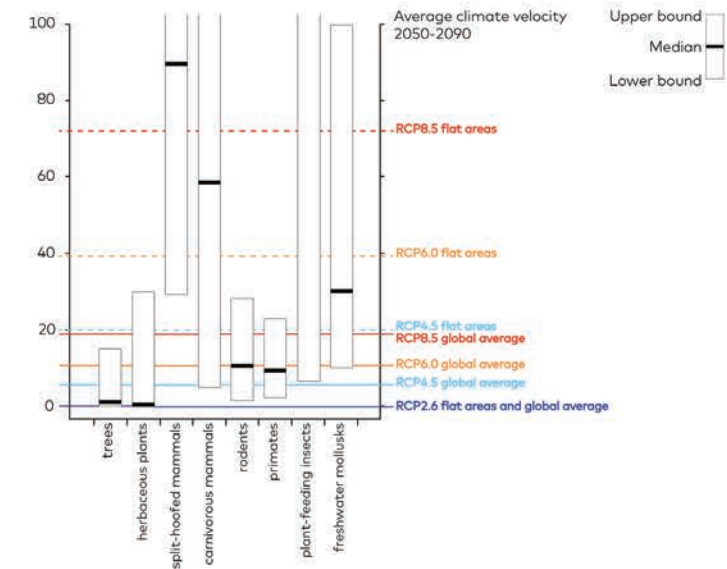 100
80
60
40
20
0
Average climate velocity
2050-2090
Upper bound
Median
Lower bound
RCP8.5 flat areas
RCP6.0 flat areas
RCP4.5 flat areas
RCP8.5 global average
RCP6.0 global average
RCP4.5 global average
RCP2.6 flat areas and global average
trees
herbaceous plants
split-hoofed mammals
carnivorous mammals
rodents
primates
plant-feeding insects
freshwater mollusks